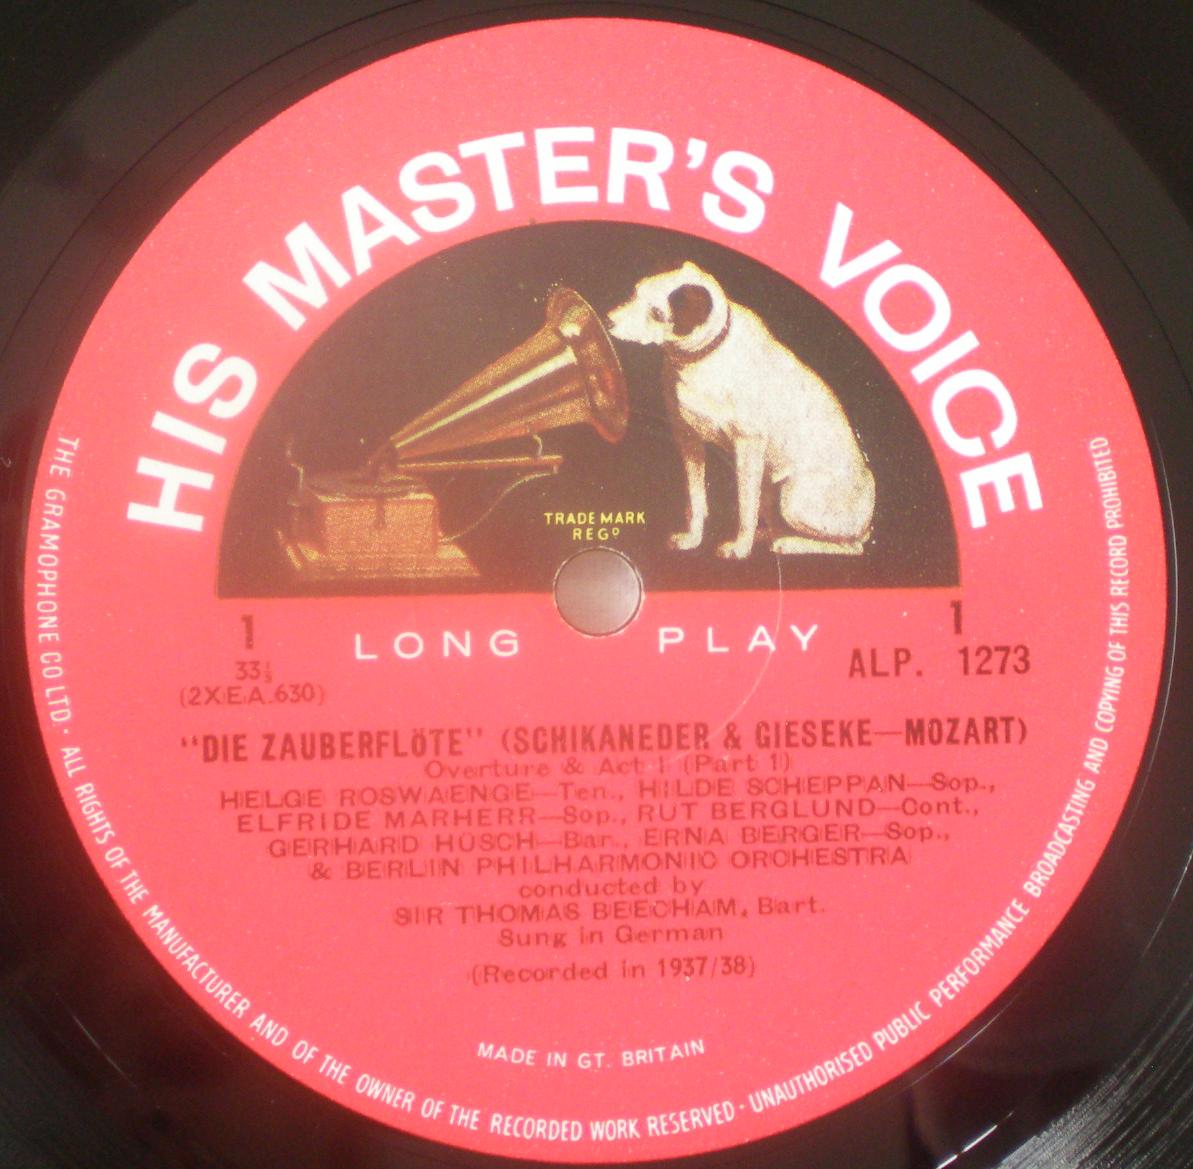 HIS MASTER'S VOICE
TRADE MARK
REGD
LONG PLAY
1
33⅓
(2XEA.630)
1
ALP. 1273
"DIE ZAUBERFLÖTE" (SCHIKANEDER & GIESEKE—MOZART)
Overture & Act I (Part 1)
HELGE ROSWAENGE—Ten., HILDE SCHEPPAN—Sop.,
ELFRIDE MARHERR—Sop., RUT BERGLUND—Cont.,
GERHARD HÜSCH—Bar., ERNA BERGER—Sop.,
& BERLIN PHILHARMONIC ORCHESTRA
conducted by
SIR THOMAS BEECHAM, Bart.
Sung in German
(Recorded in 1937/38)
MADE IN GT. BRITAIN
THE GRAMOPHONE CO LTD. · ALL RIGHTS OF THE MANUFACTURER AND OF THE OWNER OF THE RECORDED WORK RESERVED · UNAUTHORISED PUBLIC PERFORMANCE BROADCASTING AND COPYING OF THIS RECORD PROHIBITED